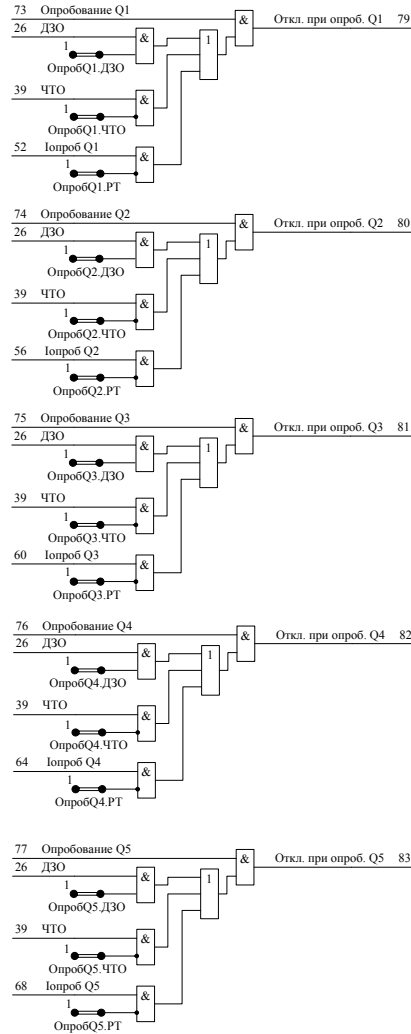 73 Опробование Q1
& Откл. при опроб. Q1 79
26 ДЗО
& 1
1
ОпробQ1.ДЗО
39 ЧТО
&
1
ОпробQ1.ЧТО
52 Iопроб Q1
&
1
ОпробQ1.РТ
74 Опробование Q2
& Откл. при опроб. Q2 80
26 ДЗО
& 1
1
ОпробQ2.ДЗО
39 ЧТО
&
1
ОпробQ2.ЧТО
56 Iопроб Q2
&
1
ОпробQ2.РТ
75 Опробование Q3
& Откл. при опроб. Q3 81
26 ДЗО
& 1
1
ОпробQ3.ДЗО
39 ЧТО
&
1
ОпробQ3.ЧТО
60 Iопроб Q3
&
1
ОпробQ3.РТ
76 Опробование Q4
& Откл. при опроб. Q4 82
26 ДЗО
& 1
1
ОпробQ4.ДЗО
39 ЧТО
&
1
ОпробQ4.ЧТО
64 Iопроб Q4
&
1
ОпробQ4.РТ
77 Опробование Q5
& Откл. при опроб. Q5 83
26 ДЗО
& 1
1
ОпробQ5.ДЗО
39 ЧТО
&
1
ОпробQ5.ЧТО
68 Iопроб Q5
&
1
ОпробQ5.РТ